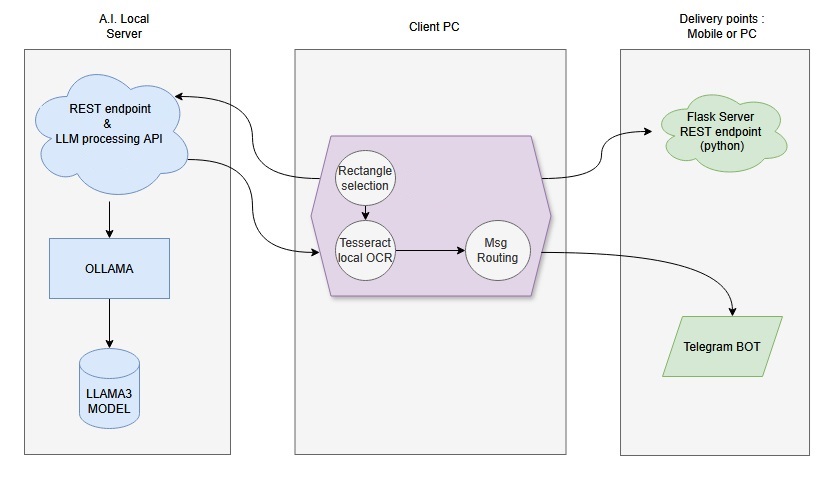 A.I. Local
Server
Client PC
Delivery points :
Mobile or PC
REST endpoint
&
LLM processing API
OLLAMA
LLAMA3
MODEL
Rectangle
selection
Tesseract
local OCR
Msg
Routing
Flask Server
REST endpoint
(python)
Telegram BOT